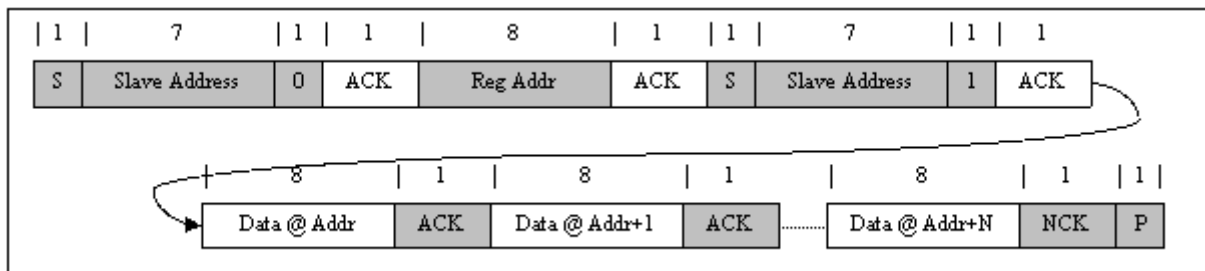 | 1 | 7 | 1 | 1 | 8 | 1 | 1 | 7 | 1 | 1
S Slave Address 0 ACK Reg Addr ACK S Slave Address 1 ACK
| 8 | 1 | 8 | 1 | 8 | 1 | 1 |
Data @ Addr ACK Data @ Addr+1 ACK Data @ Addr+N NCK P